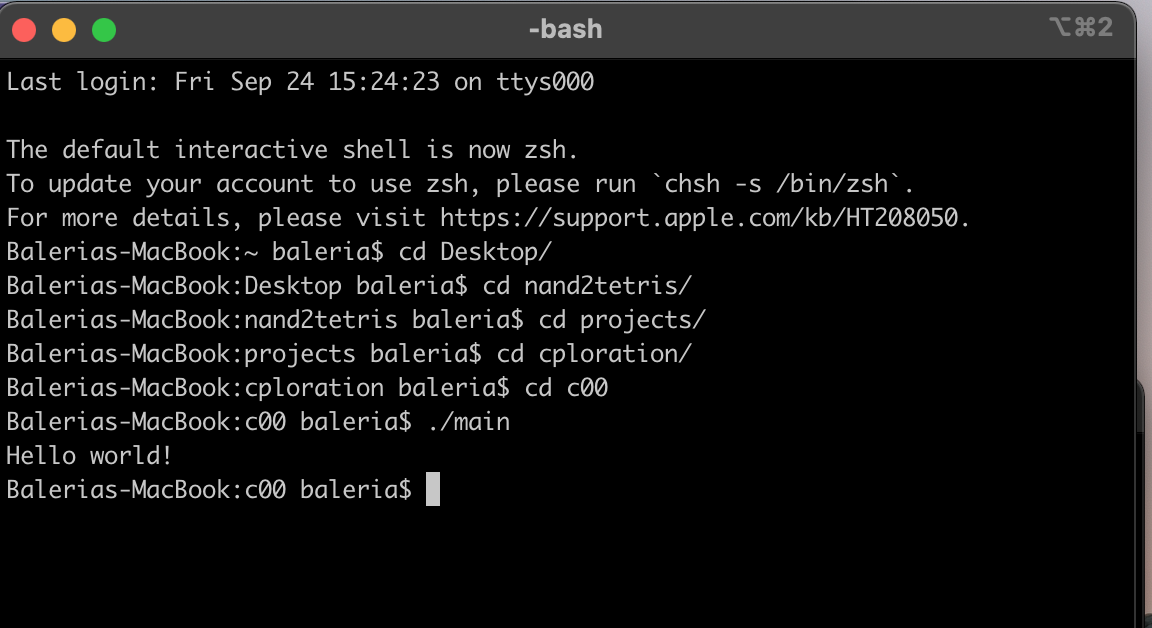 -bash
⌥⌘2
Last login: Fri Sep 24 15:24:23 on ttys000
The default interactive shell is now zsh.
To update your account to use zsh, please run `chsh -s /bin/zsh`.
For more details, please visit https://support.apple.com/kb/HT208050.
Balerias-MacBook:~ baleria$ cd Desktop/
Balerias-MacBook:Desktop baleria$ cd nand2tetris/
Balerias-MacBook:nand2tetris baleria$ cd projects/
Balerias-MacBook:projects baleria$ cd cploration/
Balerias-MacBook:cploration baleria$ cd c00
Balerias-MacBook:c00 baleria$ ./main
Hello world!
Balerias-MacBook:c00 baleria$